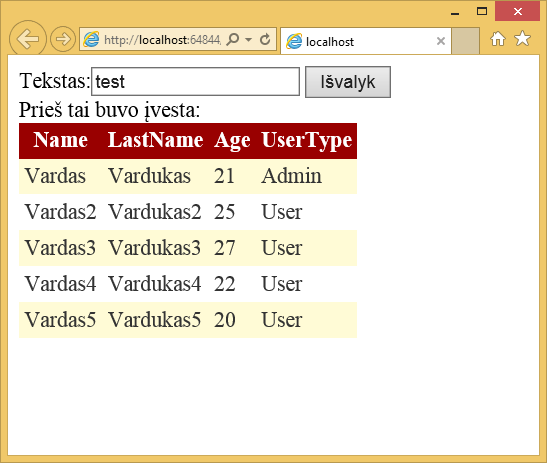 http://localhost:64844,
localhost
Tekstas: test Išvalyk
Prieš tai buvo įvesta:
Name LastName Age UserType
Vardas Vardukas 21 Admin
Vardas2 Vardukas2 25 User
Vardas3 Vardukas3 27 User
Vardas4 Vardukas4 22 User
Vardas5 Vardukas5 20 User